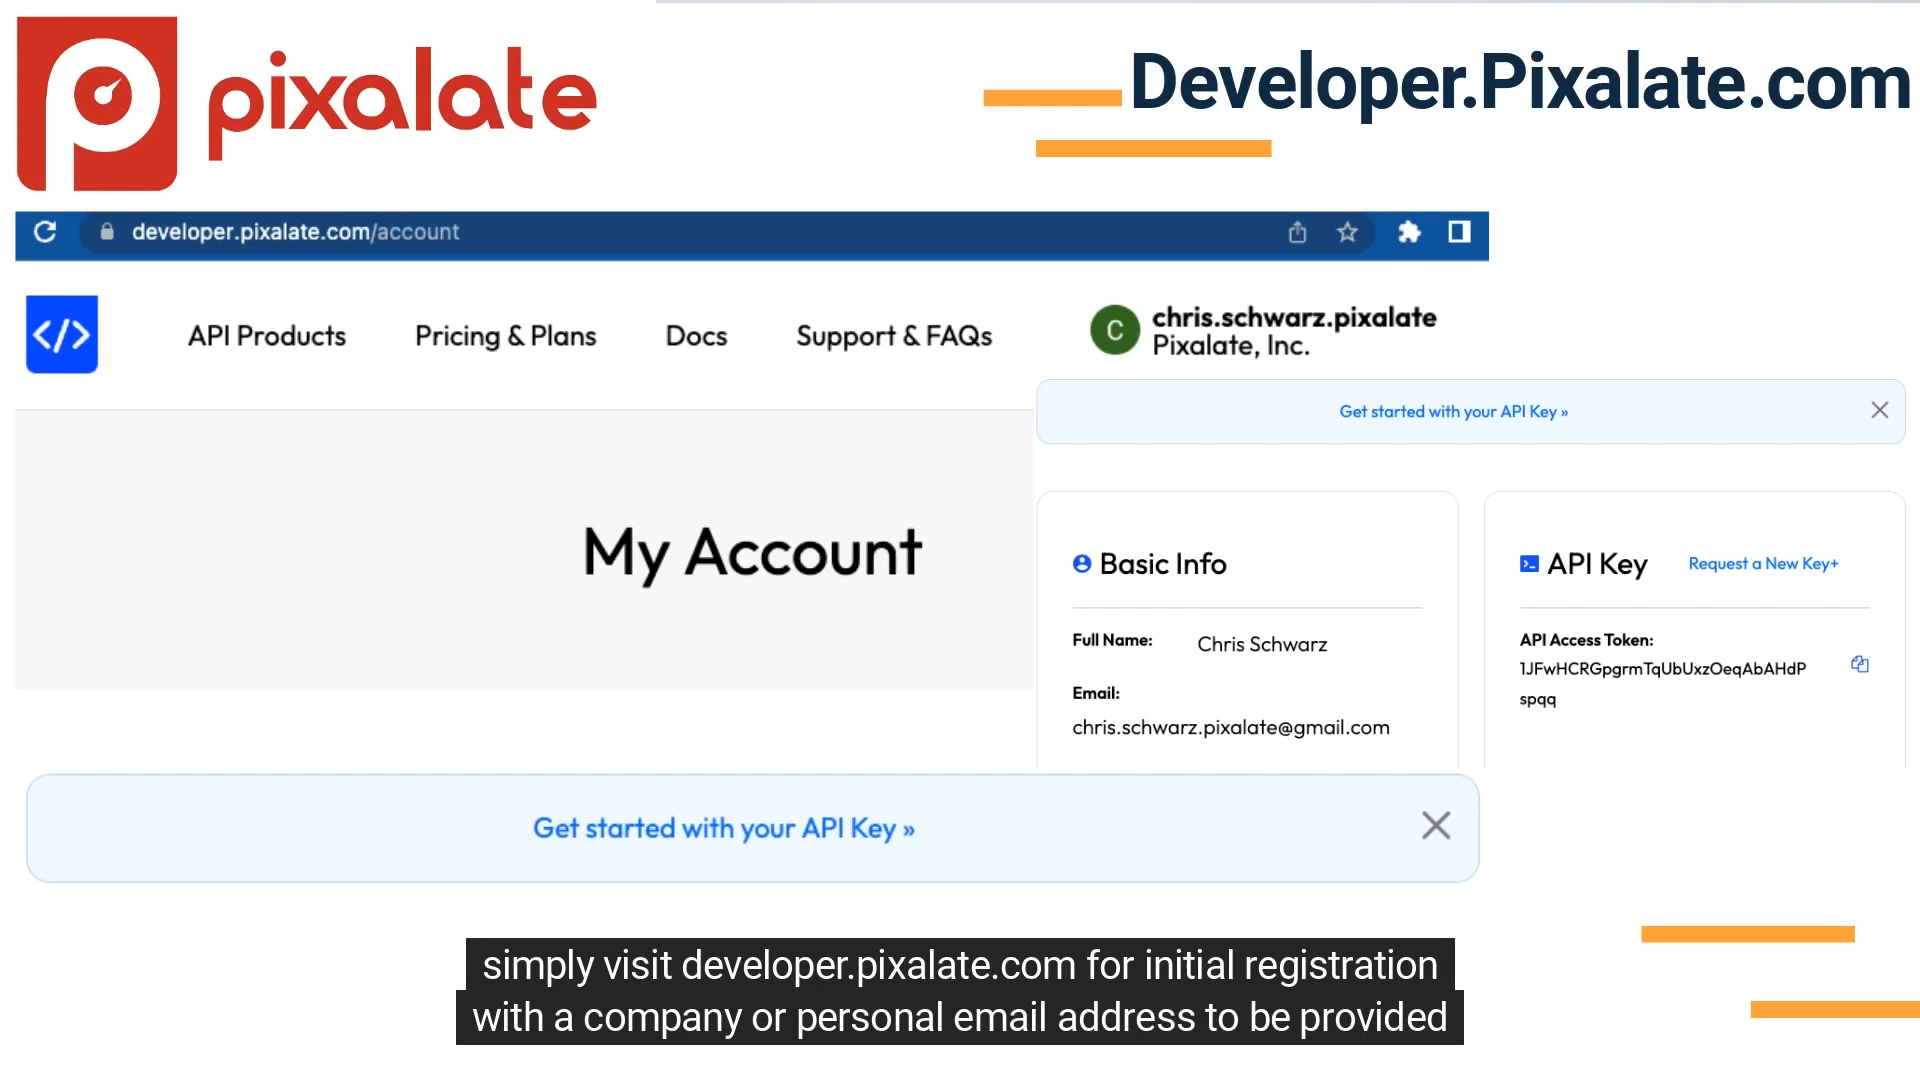 pixalate
Developer.Pixalate.com
developer.pixalate.com/account
</>
API Products
Pricing & Plans
Docs
Support & FAQs
C
chris.schwarz.pixalate
Pixalate, Inc.
Get started with your API Key »
My Account
Basic Info
Full Name: Chris Schwarz
Email:
chris.schwarz.pixalate@gmail.com
API Key
Request a New Key+
API Access Token:
1JFwHCRGpgrmTqUbUxzOeqAbAHdP
spqq
Get started with your API Key »
simply visit developer.pixalate.com for initial registration
with a company or personal email address to be provided